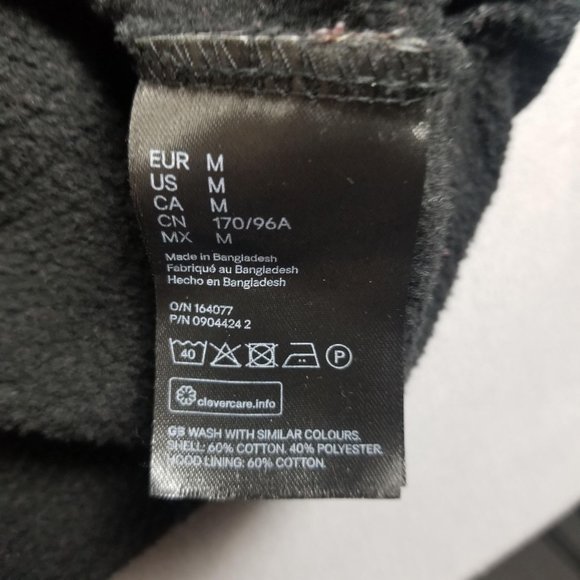 EUR M
US M
CA M
CN 170/96A
MX M
Made in Bangladesh
Fabriqué au Bangladesh
Hecho en Bangladesh
O/N 164077
P/N 0904424 2
40 P
clevercare.info
GB WASH WITH SIMILAR COLOURS.
SHELL: 60% COTTON. 40% POLYESTER.
HOOD LINING: 60% COTTON.